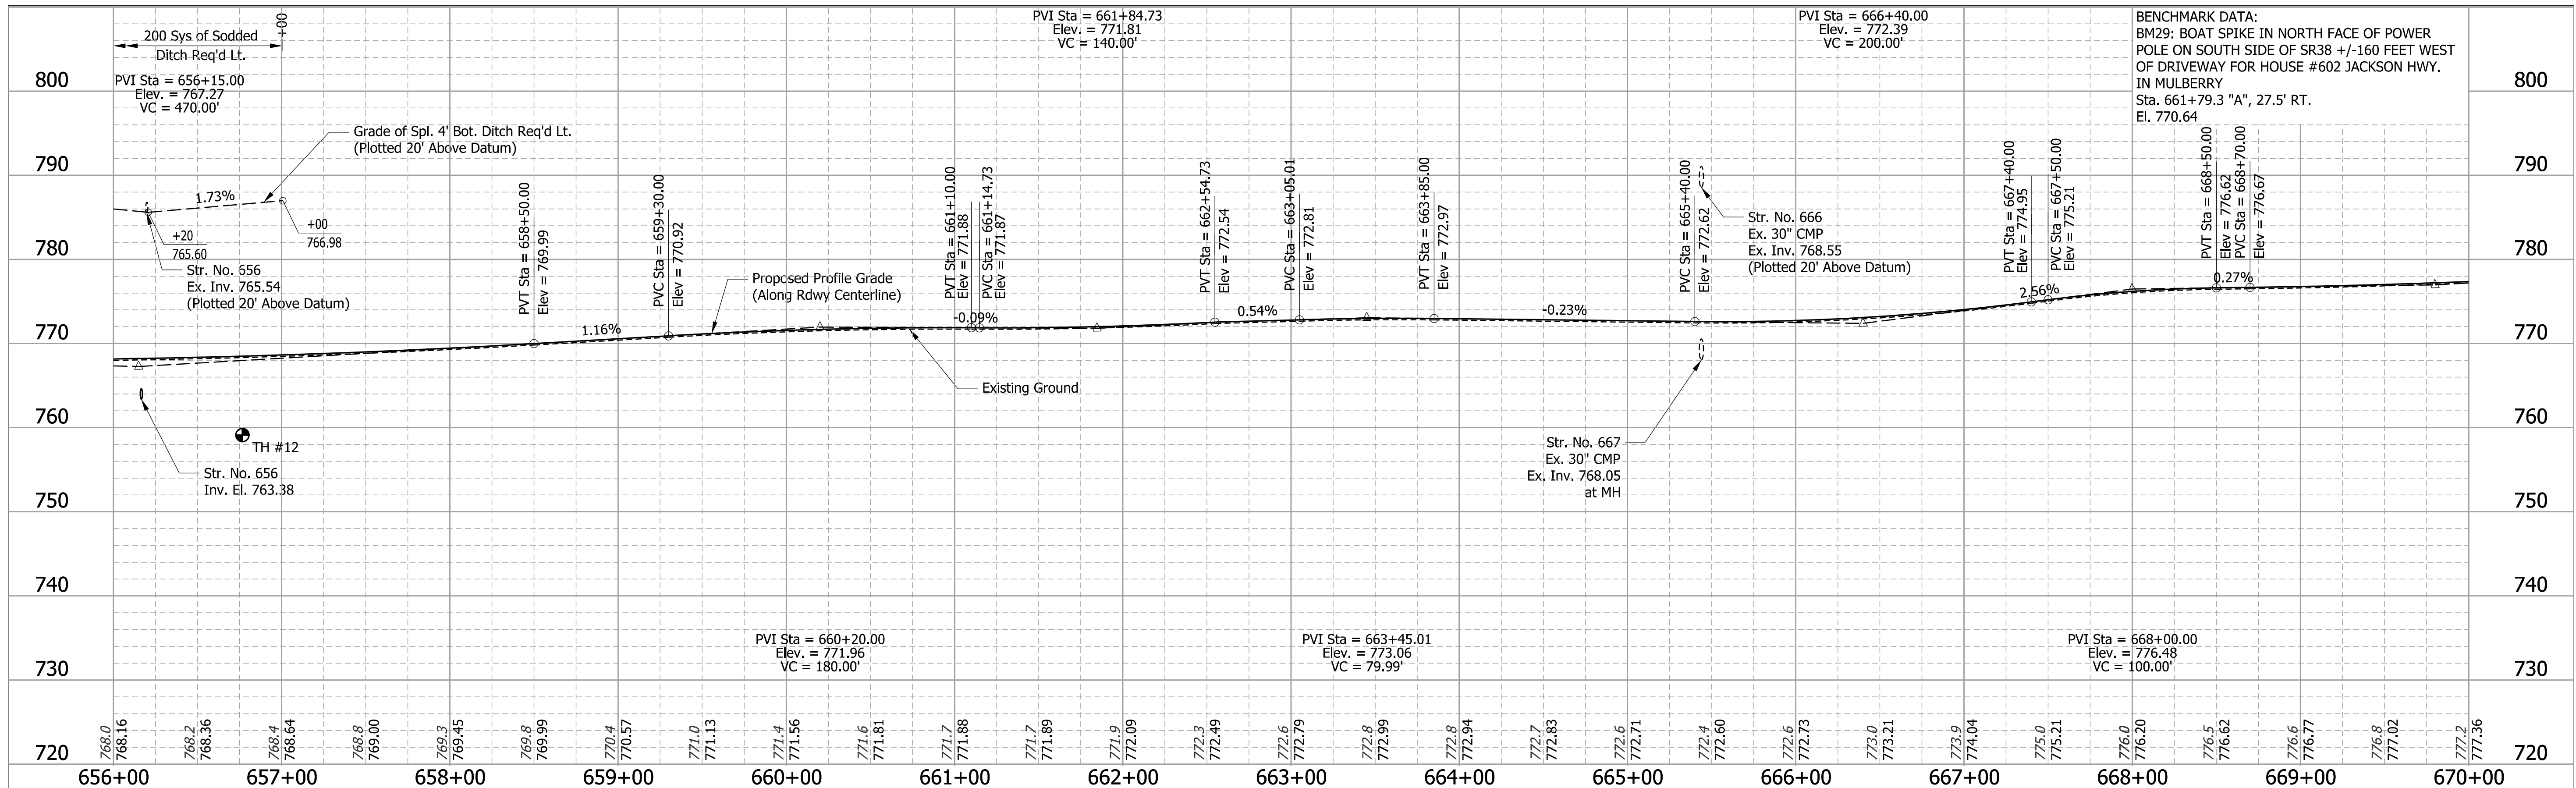 200 Sys of Sodded
Ditch Req'd Lt.
+00
PVI Sta = 656+15.00
Elev. = 767.27
VC = 470.00'
PVI Sta = 661+84.73
Elev. = 771.81
VC = 140.00'
PVI Sta = 666+40.00
Elev. = 772.39
VC = 200.00'
BENCHMARK DATA:
BM29: BOAT SPIKE IN NORTH FACE OF POWER
POLE ON SOUTH SIDE OF SR38 +/-160 FEET WEST
OF DRIVEWAY FOR HOUSE #602 JACKSON HWY.
IN MULBERRY
Sta. 661+79.3 "A", 27.5' RT.
El. 770.64
800
790
780
770
760
750
740
730
720
800
790
780
770
760
750
740
730
720
Grade of Spl. 4' Bot. Ditch Req'd Lt.
(Plotted 20' Above Datum)
1.73%
+20
765.60
+00
766.98
Str. No. 656
Ex. Inv. 765.54
(Plotted 20' Above Datum)
TH #12
Str. No. 656
Inv. El. 763.38
PVT Sta = 658+50.00
Elev = 769.99
1.16%
PVC Sta = 659+30.00
Elev = 770.92
Proposed Profile Grade
(Along Rdwy Centerline)
PVT Sta = 661+10.00
Elev = 771.88
PVC Sta = 661+14.73
Elev = 771.87
-0.09%
Existing Ground
PVT Sta = 662+54.73
Elev = 772.54
0.54%
PVC Sta = 663+05.01
Elev = 772.81
PVT Sta = 663+85.00
Elev = 772.97
-0.23%
PVC Sta = 665+40.00
Elev = 772.62
Str. No. 666
Ex. 30" CMP
Ex. Inv. 768.55
(Plotted 20' Above Datum)
Str. No. 667
Ex. 30" CMP
Ex. Inv. 768.05
at MH
PVT Sta = 667+40.00
Elev = 774.95
PVC Sta = 667+50.00
Elev = 775.21
2.56%
PVT Sta = 668+50.00
Elev = 776.62
PVC Sta = 668+70.00
Elev = 776.67
0.27%
PVI Sta = 660+20.00
Elev. = 771.96
VC = 180.00'
PVI Sta = 663+45.01
Elev. = 773.06
VC = 79.99'
PVI Sta = 668+00.00
Elev. = 776.48
VC = 100.00'
768.0
768.16
768.2
768.36
768.4
768.64
768.8
769.00
769.3
769.45
769.8
769.99
770.4
770.57
771.0
771.13
771.4
771.56
771.6
771.81
771.7
771.88
771.7
771.89
771.9
772.09
772.3
772.49
772.6
772.79
772.8
772.99
772.8
772.94
772.7
772.83
772.6
772.71
772.4
772.60
772.6
772.73
773.0
773.21
773.9
774.04
775.0
775.21
776.0
776.20
776.5
776.62
776.6
776.77
776.8
777.02
777.2
777.36
656+00
657+00
658+00
659+00
660+00
661+00
662+00
663+00
664+00
665+00
666+00
667+00
668+00
669+00
670+00